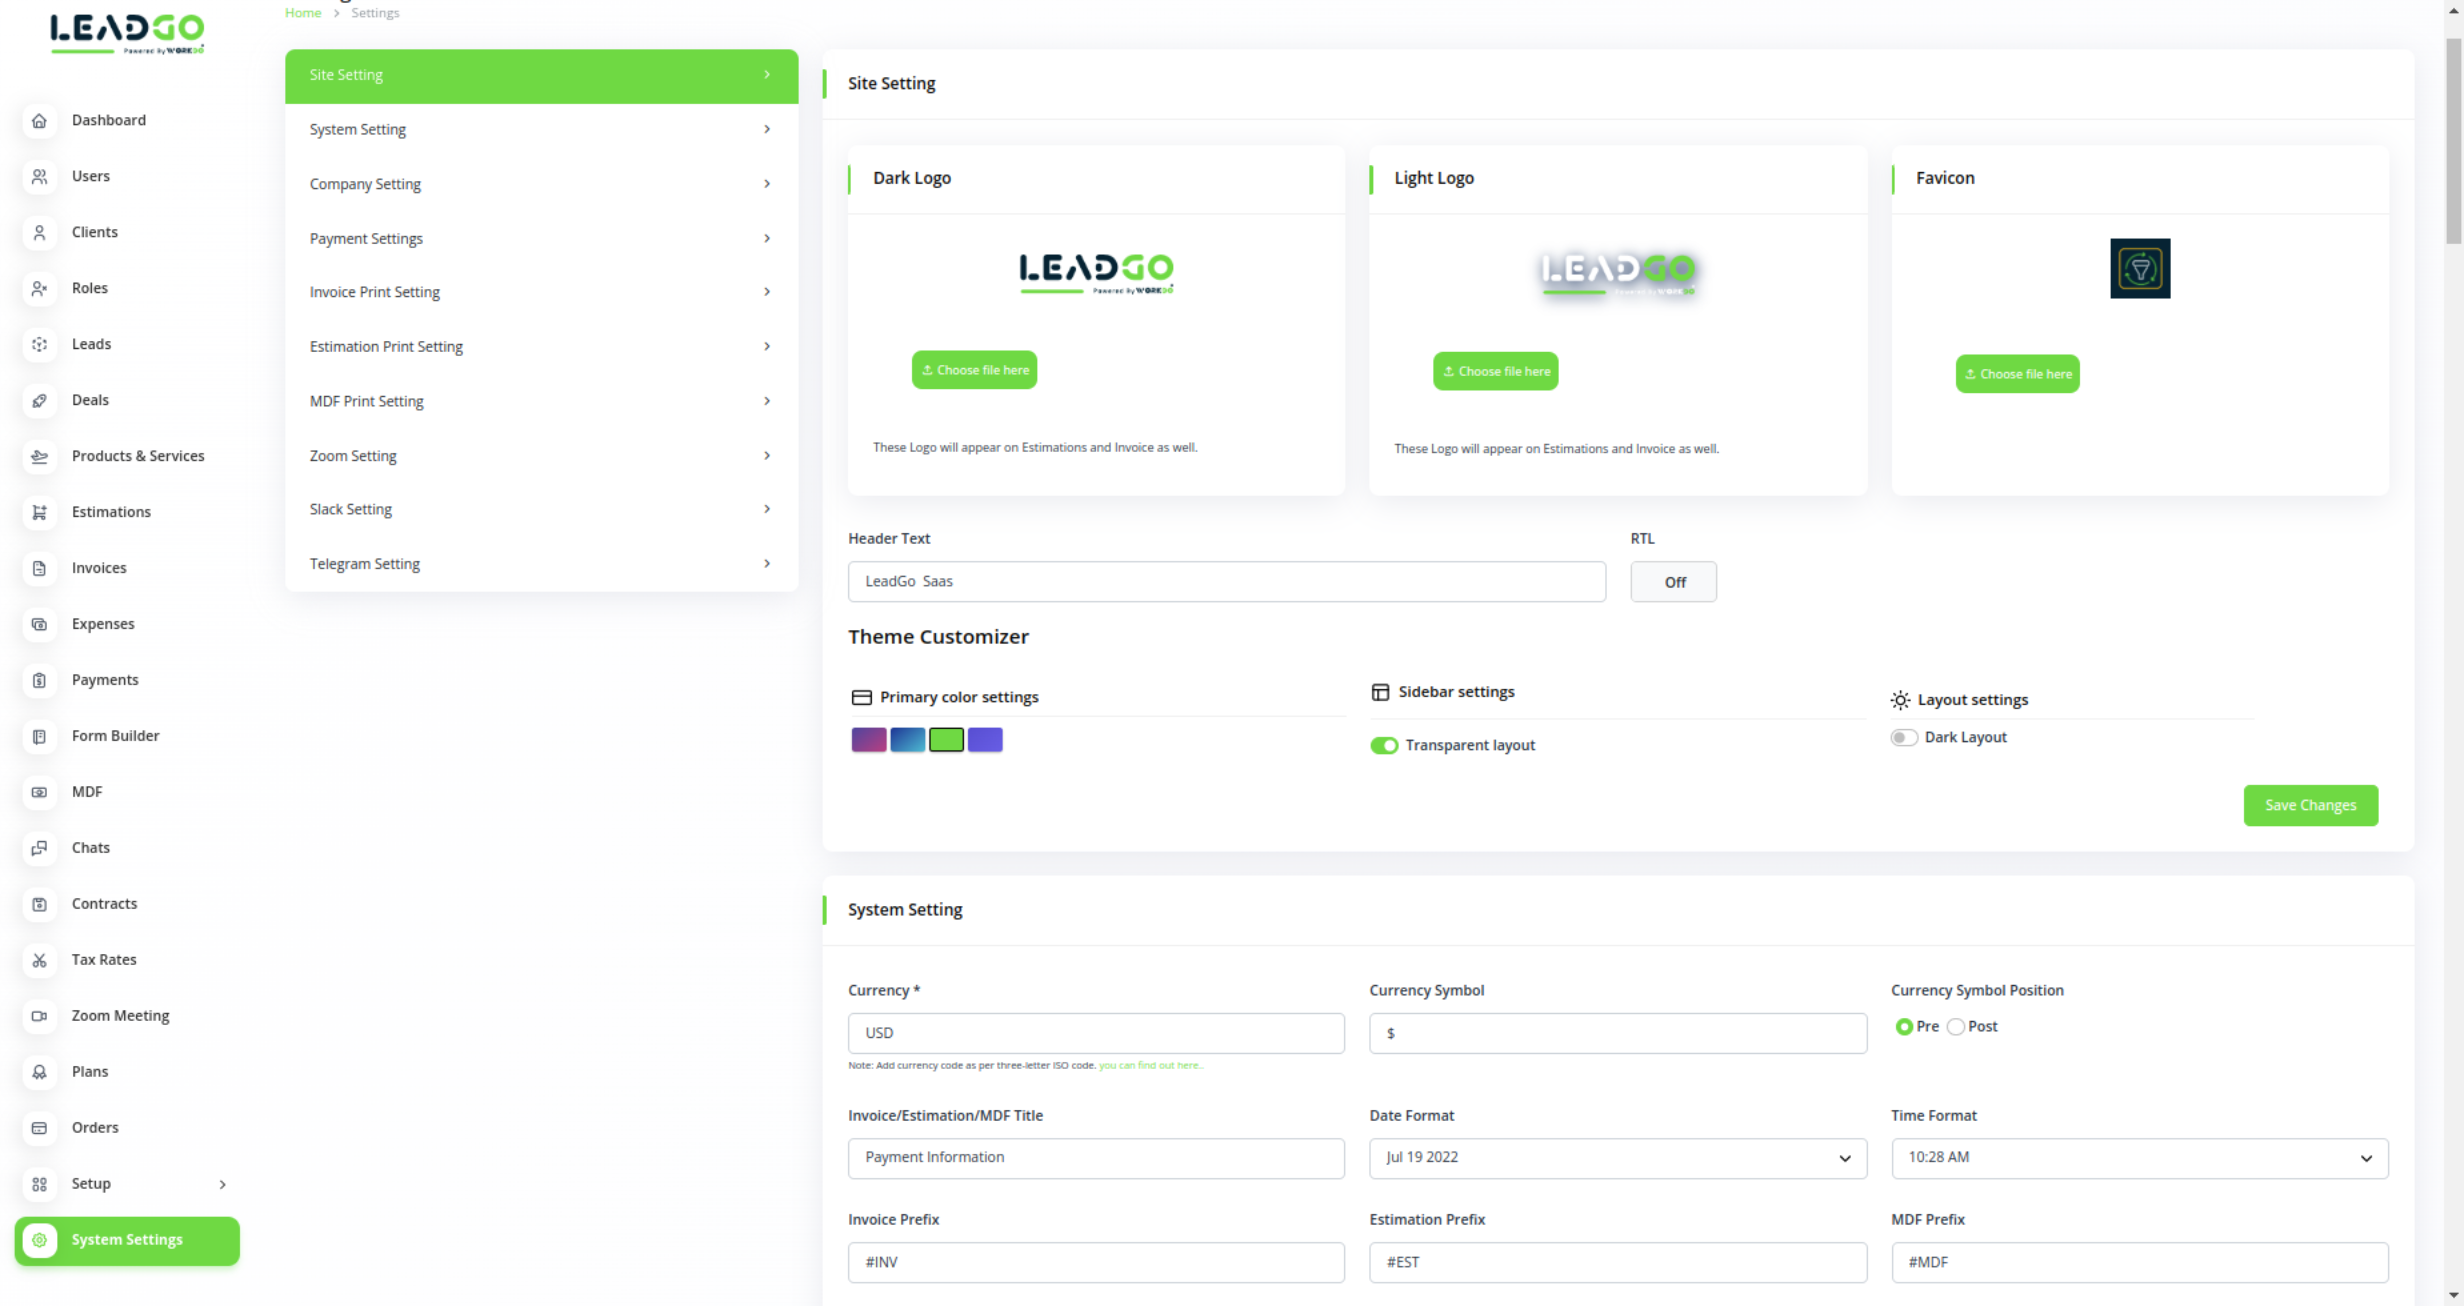 LEADGO
Powered By WORKDO
Home > Settings
Dashboard
Users
Clients
Roles
Leads
Deals
Products & Services
Estimations
Invoices
Expenses
Payments
Form Builder
MDF
Chats
Contracts
Tax Rates
Zoom Meeting
Plans
Orders
Setup
System Settings
Site Setting
System Setting
Company Setting
Payment Settings
Invoice Print Setting
Estimation Print Setting
MDF Print Setting
Zoom Setting
Slack Setting
Telegram Setting
Site Setting
Dark Logo
LEADGO
Powered By WORKDO
Choose file here
These Logo will appear on Estimations and Invoice as well.
Light Logo
LEADGO
Powered By WORKDO
Choose file here
These Logo will appear on Estimations and Invoice as well.
Favicon
Choose file here
Header Text
LeadGo Saas
RTL
Off
Theme Customizer
Primary color settings
Sidebar settings
Transparent layout
Layout settings
Dark Layout
Save Changes
System Setting
Currency *
USD
Note: Add currency code as per three-letter ISO code. you can find out here..
Currency Symbol
$
Currency Symbol Position
Pre Post
Invoice/Estimation/MDF Title
Payment Information
Date Format
Jul 19 2022
Time Format
10:28 AM
Invoice Prefix
#INV
Estimation Prefix
#EST
MDF Prefix
#MDF